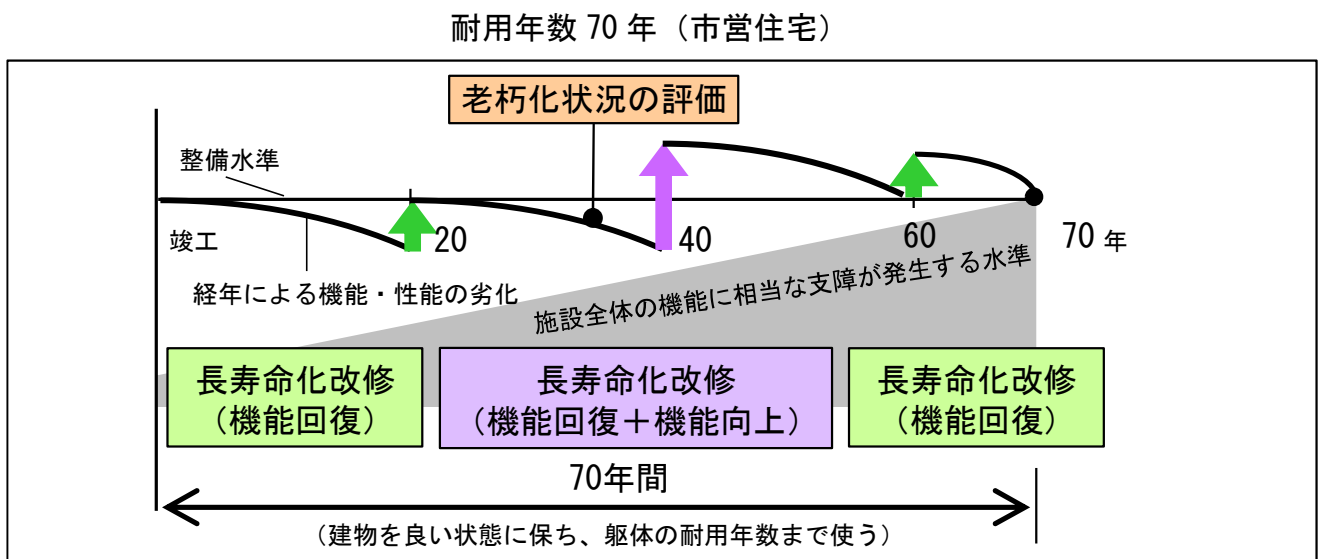 耐用年数 70 年（市営住宅）
老朽化状況の評価
整備水準
竣工
20
40
60
70 年
経年による機能・性能の劣化
施設全体の機能に相当な支障が発生する水準
長寿命化改修
（機能回復）
長寿命化改修
（機能回復＋機能向上）
長寿命化改修
（機能回復）
70年間
（建物を良い状態に保ち、躯体の耐用年数まで使う）